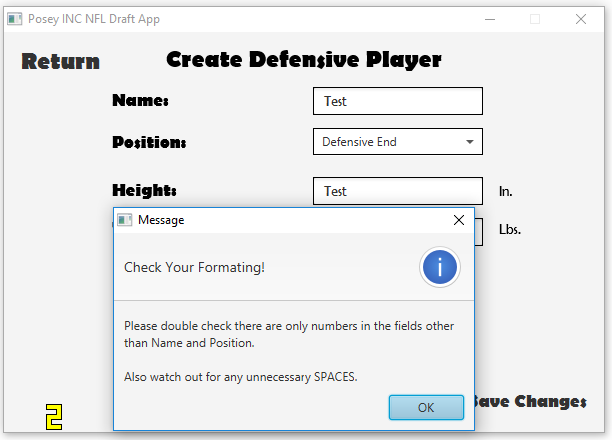 Posey INC NFL Draft App
Return
Create Defensive Player
Name:
Test
Position:
Defensive End
Height:
Test
In.
Lbs.
Message
Check Your Formating!
Please double check there are only numbers in the fields other
than Name and Position.
Also watch out for any unnecessary SPACES.
OK
Save Changes
2